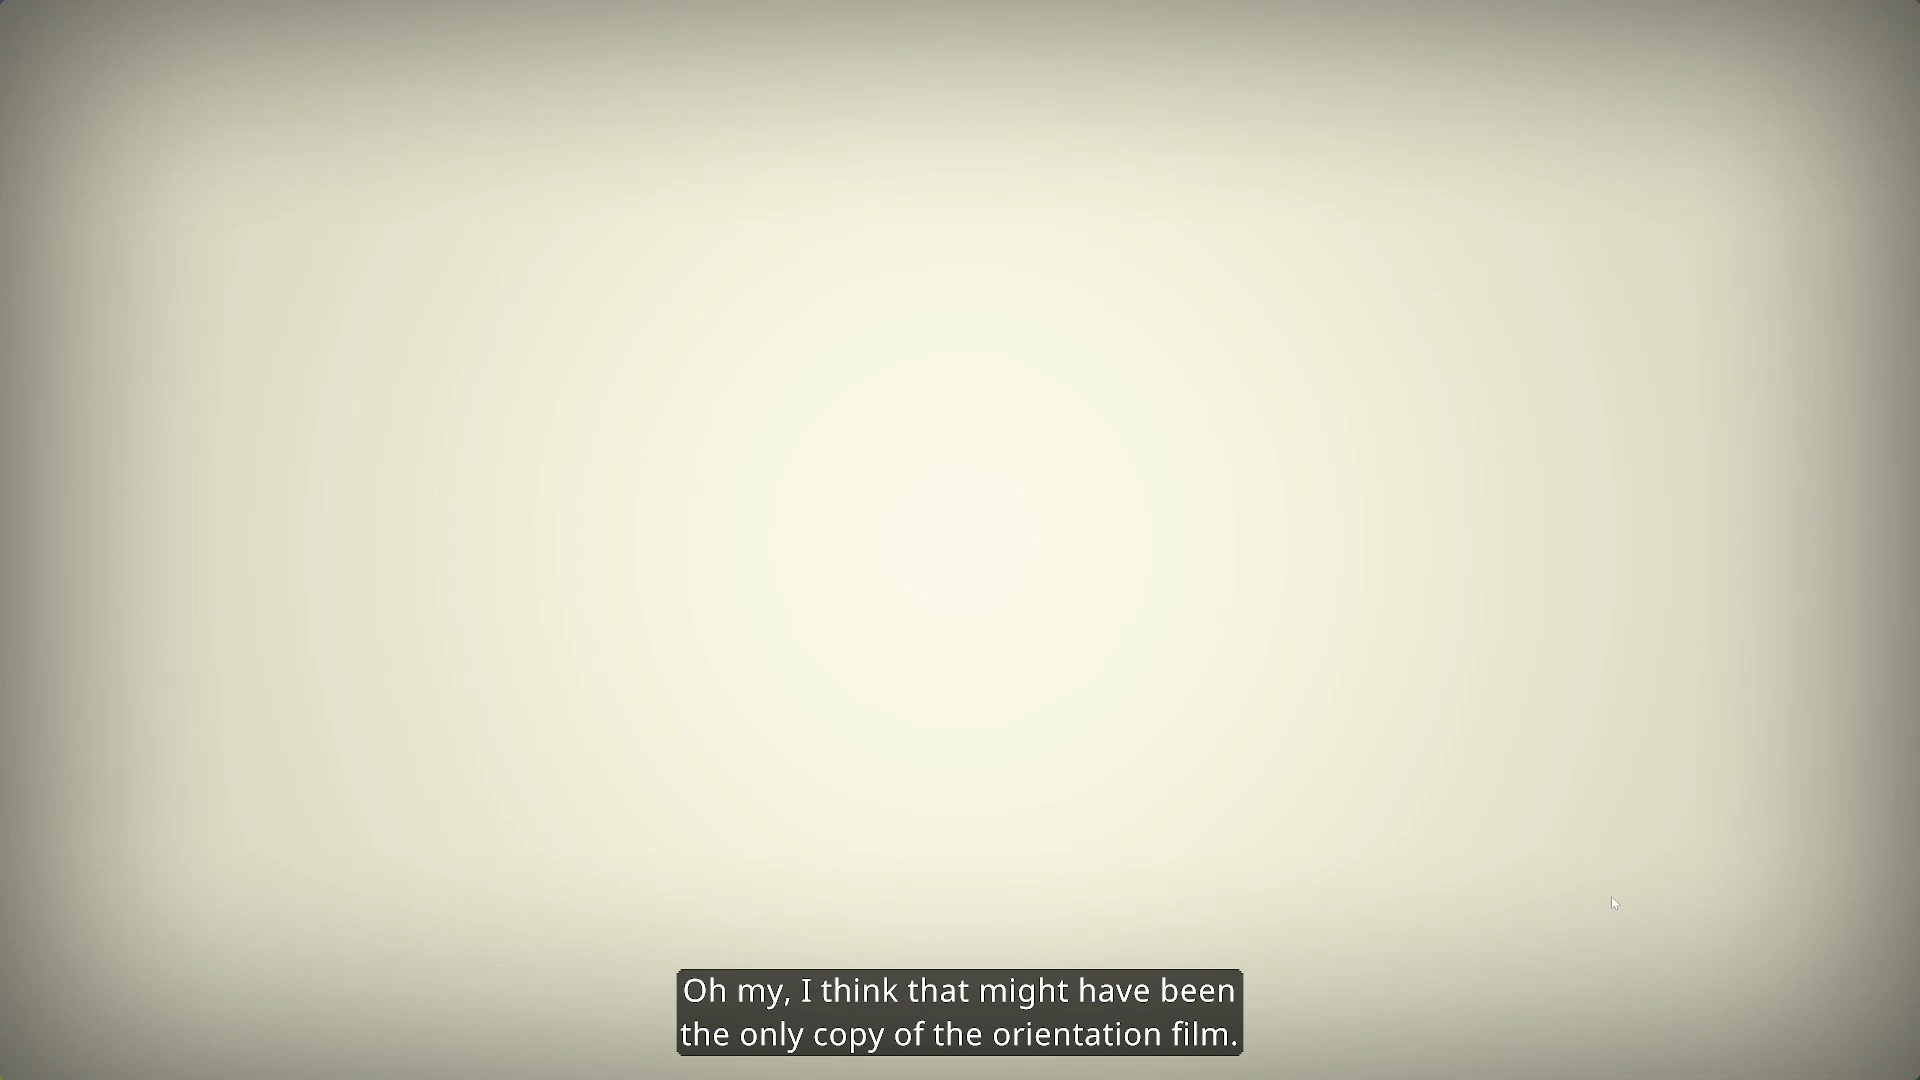 Oh my, I think that might have been
the only copy of the orientation film.